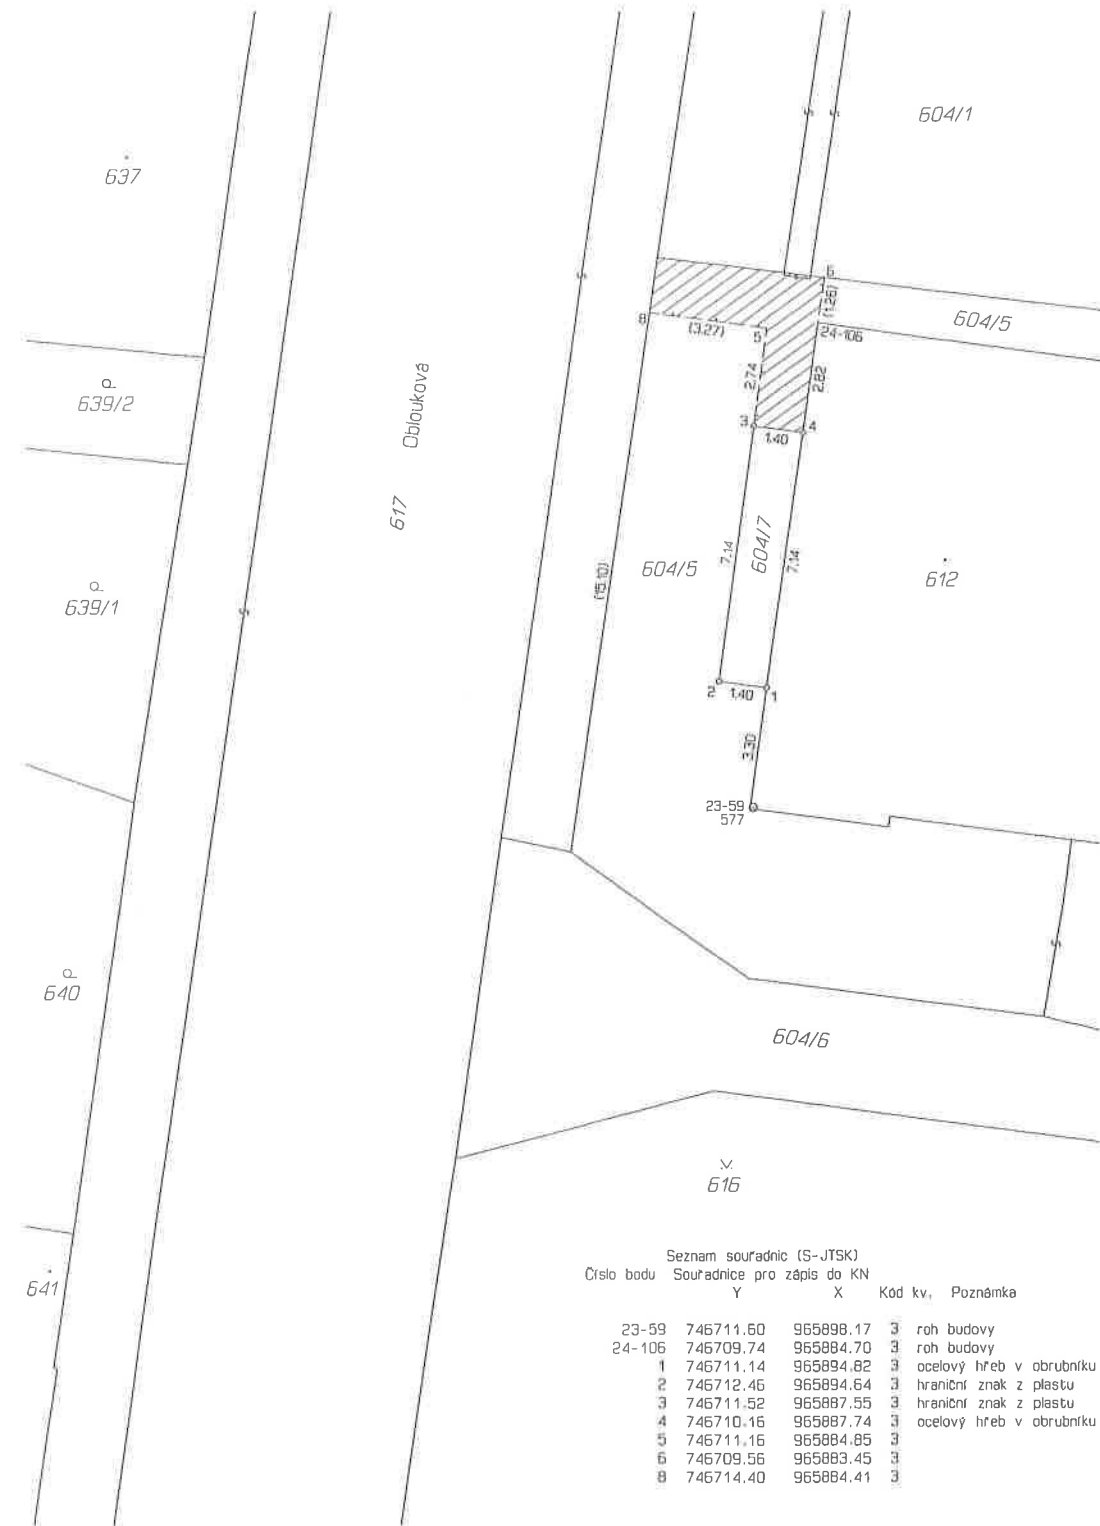 604/1
637
6
(1.26)
604/5
8
(3.27)
5
24-106
639/2
Oblouková
2.74
2.82
3
1.40
4
617
604/7
7.14
7.14
604/5
(15.10)
612
639/1
2
1.40
1
3.30
23-59
577
640
604/6
616
641
Seznam souřadnic (S-JTSK)
Číslo bodu Souřadnice pro zápis do KN
Y X Kód kv. Poznámka
23-59 746711.60 965898.17 3 roh budovy
24-106 746709.74 965884.70 3 roh budovy
1 746711.14 965894.82 3 ocelový hřeb v obrubníku
2 746712.46 965894.64 3 hraniční znak z plastu
3 746711.52 965887.55 3 hraniční znak z plastu
4 746710.16 965887.74 3 ocelový hřeb v obrubníku
5 746711.16 965884.85 3
6 746709.56 965883.45 3
8 746714.40 965884.41 3